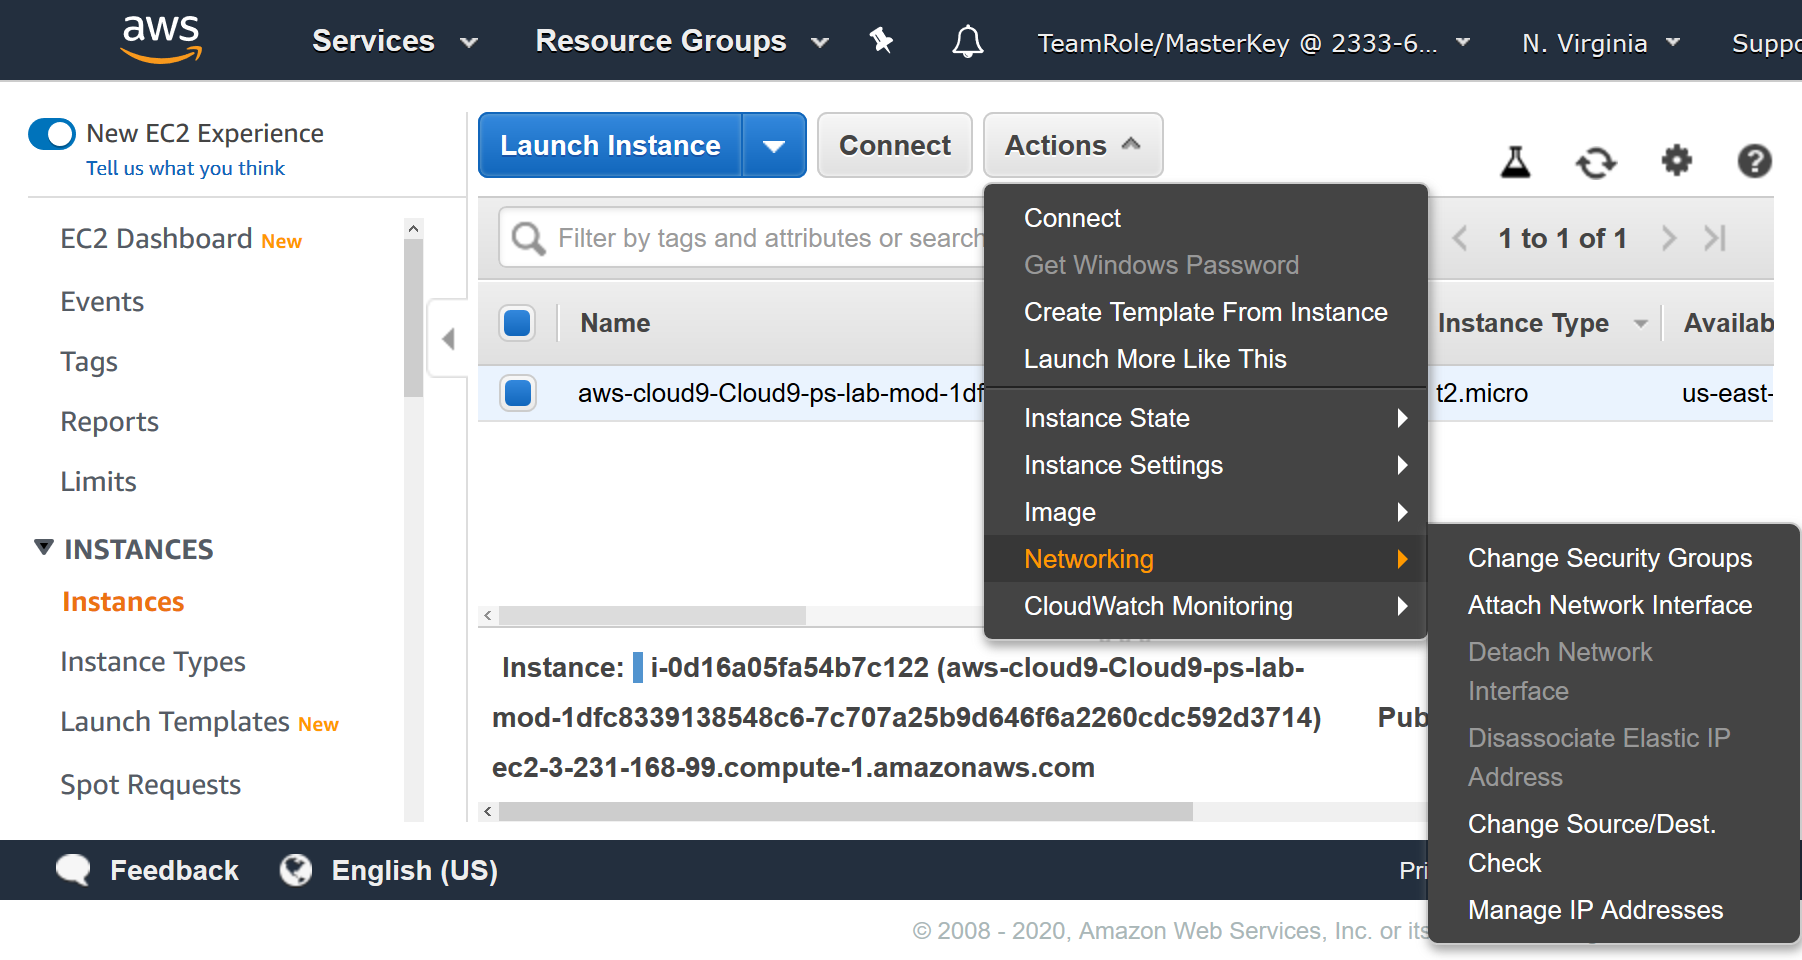 aws Services Resource Groups TeamRole/MasterKey @ 2333-6... N. Virginia Suppo
New EC2 Experience
Tell us what you think
EC2 Dashboard New
Events
Tags
Reports
Limits
INSTANCES
Instances
Instance Types
Launch Templates New
Spot Requests
Launch Instance Connect Actions
Filter by tags and attributes or search
1 to 1 of 1
Name Instance Type Availab
aws-cloud9-Cloud9-ps-lab-mod-1df t2.micro us-east-
Connect
Get Windows Password
Create Template From Instance
Launch More Like This
Instance State
Instance Settings
Image
Networking
CloudWatch Monitoring
Change Security Groups
Attach Network Interface
Detach Network
Interface
Disassociate Elastic IP
Address
Change Source/Dest.
Check
Manage IP Addresses
Instance: i-0d16a05fa54b7c122 (aws-cloud9-Cloud9-ps-lab-
mod-1dfc8339138548c6-7c707a25b9d646f6a2260cdc592d3714) Pub
ec2-3-231-168-99.compute-1.amazonaws.com
Feedback English (US) Pri
© 2008 - 2020, Amazon Web Services, Inc. or its